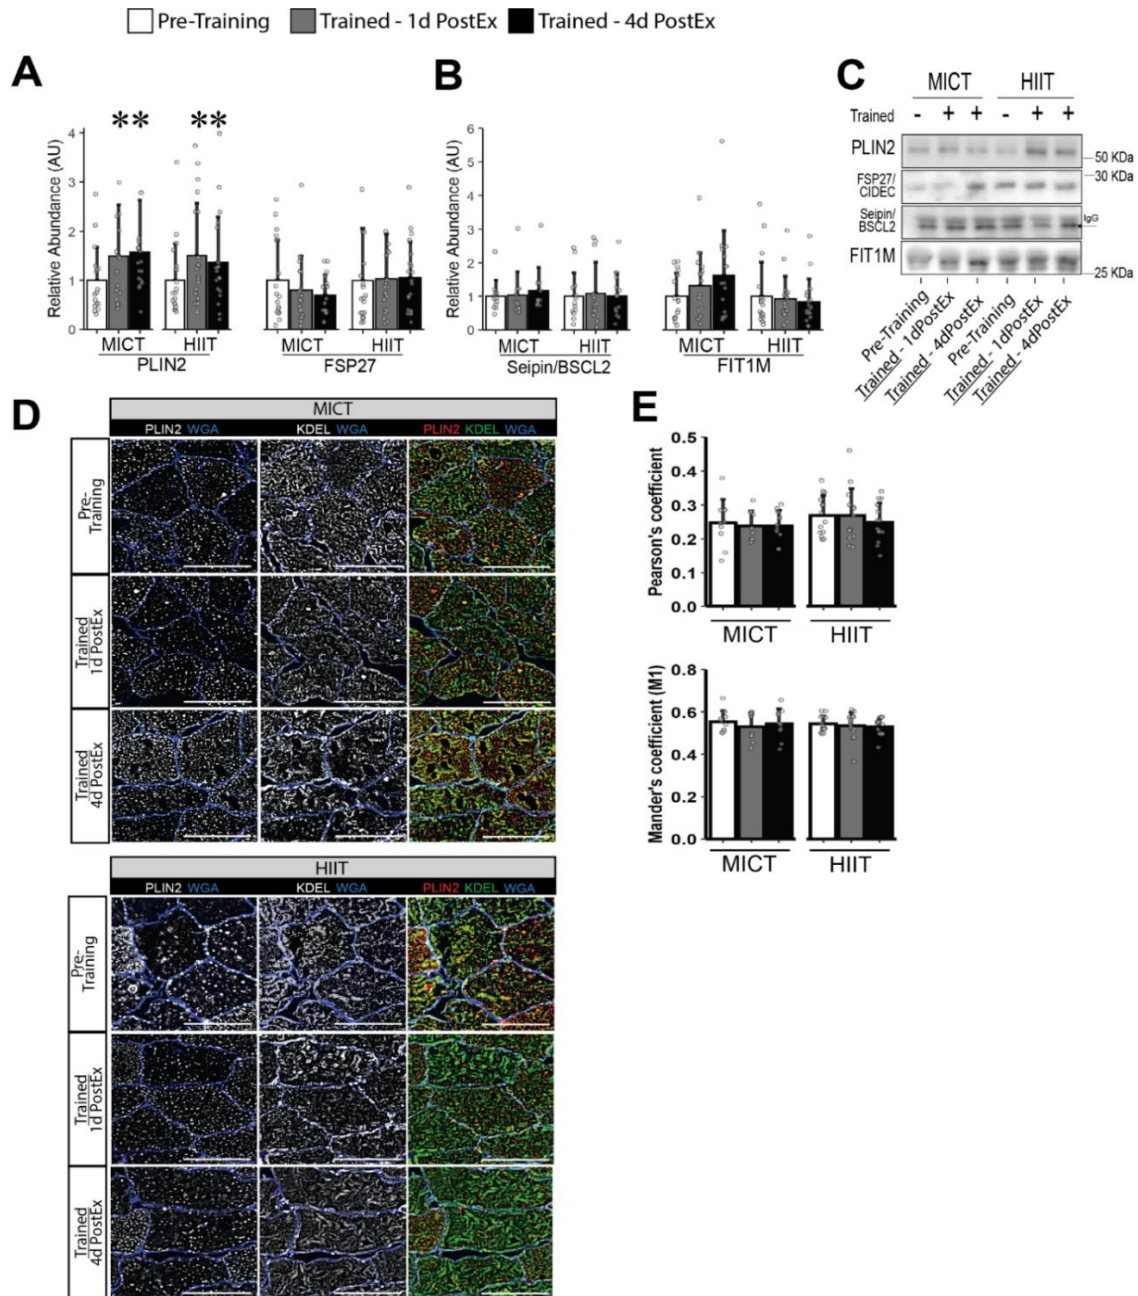 Pre-Training Trained - 1d PostEx Trained - 4d PostEx
A
**
**
Relative Abundance (AU)
4
3
2
1
0
MICT HIIT MICT HIIT
PLIN2 FSP27
B
Relative Abundance (AU)
6
5
4
3
2
1
0
MICT HIIT MICT HIIT
Seipin/BSCL2 FIT1M
C
MICT HIIT
Trained - + + - + +
PLIN2
50 KDa
30 KDa
FSP27/
CIDEC
Seipin/
BSCL2
IgG
FIT1M
25 KDa
Pre-Training
Trained - 1dPostEx
Trained - 4dPostEx
Pre-Training
Trained - 1dPostEx
Trained - 4dPostEx
D
MICT
PLIN2 WGA KDEL WGA PLIN2 KDEL WGA
Pre-
Training
Trained
1d PostEx
Trained
4d PostEx
HIIT
PLIN2 WGA KDEL WGA PLIN2 KDEL WGA
Pre-
Training
Trained
1d PostEx
Trained
4d PostEx
E
Pearson's coefficient
0.5
0.4
0.3
0.2
0.1
0.0
MICT HIIT
Mander's coefficient (M1)
0.8
0.6
0.4
0.2
0.0
MICT HIIT